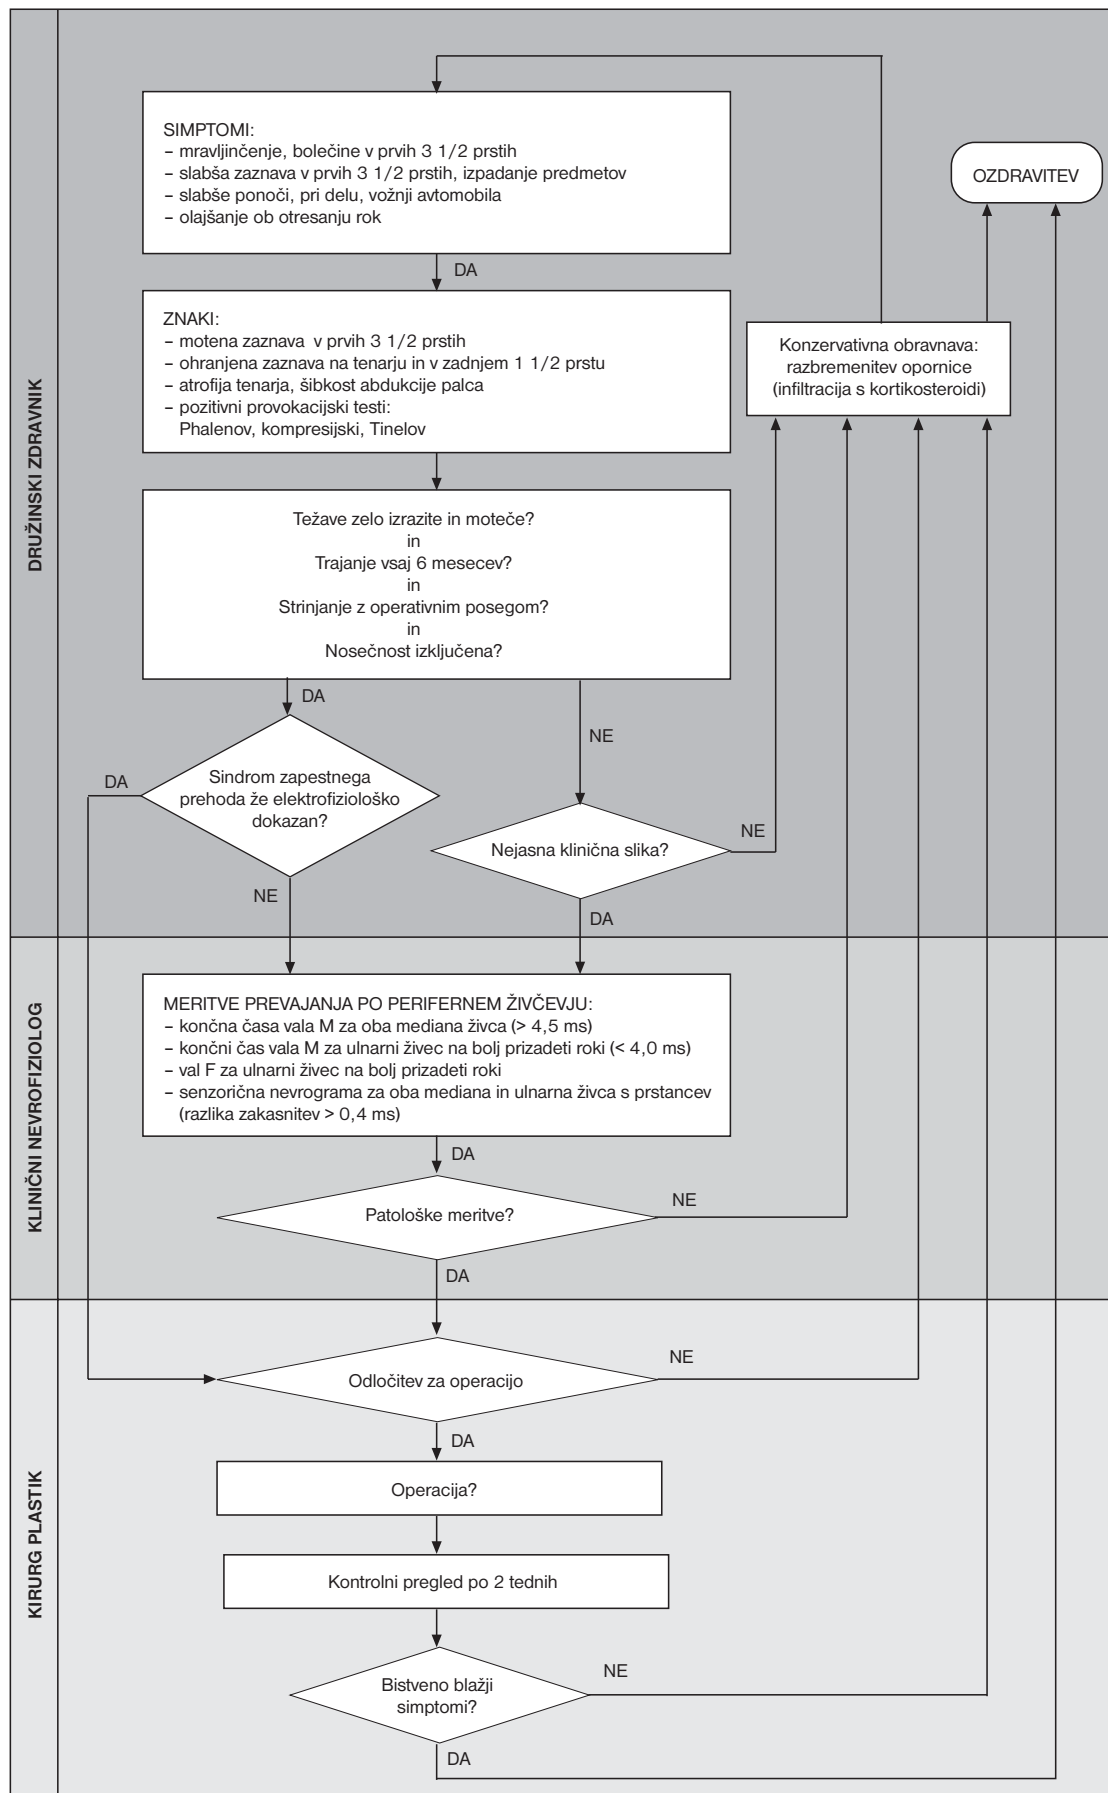 DRUŽINSKI ZDRAVNIK
SIMPTOMI:
– mravljinčenje, bolečine v prvih 3 1/2 prstih
– slabša zaznava v prvih 3 1/2 prstih, izpadanje predmetov
– slabše ponoči, pri delu, vožnji avtomobila
– olajšanje ob otresanju rok
OZDRAVITEV
DA
ZNAKI:
– motena zaznava v prvih 3 1/2 prstih
– ohranjena zaznava na tenarju in v zadnjem 1 1/2 prstu
– atrofija tenarja, šibkost abdukcije palca
– pozitivni provokacijski testi:
Phalenov, kompresijski, Tinelov
Konzervativna obravnava:
razbremenitev opornice
(infiltracija s kortikosteroidi)
Težave zelo izrazite in moteče?
in
Trajanje vsaj 6 mesecev?
in
Strinjanje z operativnim posegom?
in
Nosečnost izključena?
DA
NE
DA
Sindrom zapestnega
prehoda že elektrofiziološko
dokazan?
NE
Nejasna klinična slika?
NE
DA
KLINIČNI NEVROFIZIOLOG
MERITVE PREVAJANJA PO PERIFERNEM ŽIVČEVJU:
– končna časa vala M za oba mediana živca (> 4,5 ms)
– končni čas vala M za ulnarni živec na bolj prizadeti roki (< 4,0 ms)
– val F za ulnarni živec na bolj prizadeti roki
– senzorična nevrograma za oba mediana in ulnarna živca s prstancev
(razlika zakasnitev > 0,4 ms)
DA
Patološke meritve?
NE
DA
KIRURG PLASTIK
Odločitev za operacijo
NE
DA
Operacija?
Kontrolni pregled po 2 tednih
Bistveno blažji
simptomi?
NE
DA